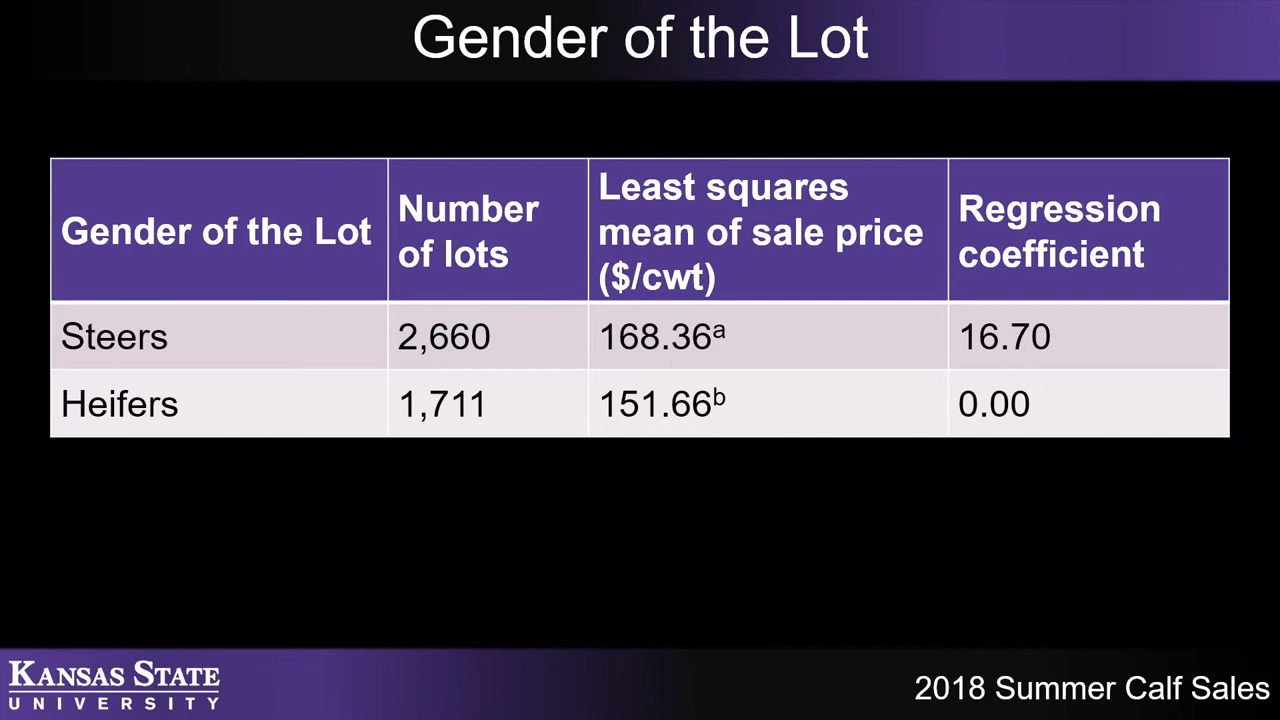 Gender of the Lot
Gender of the Lot
Number
of lots
Least squares
mean of sale price
($/cwt)
Regression
coefficient
Steers
2,660
168.36ᵃ
16.70
Heifers
1,711
151.66ᵇ
0.00
KANSAS STATE
UNIVERSITY
2018 Summer Calf Sales